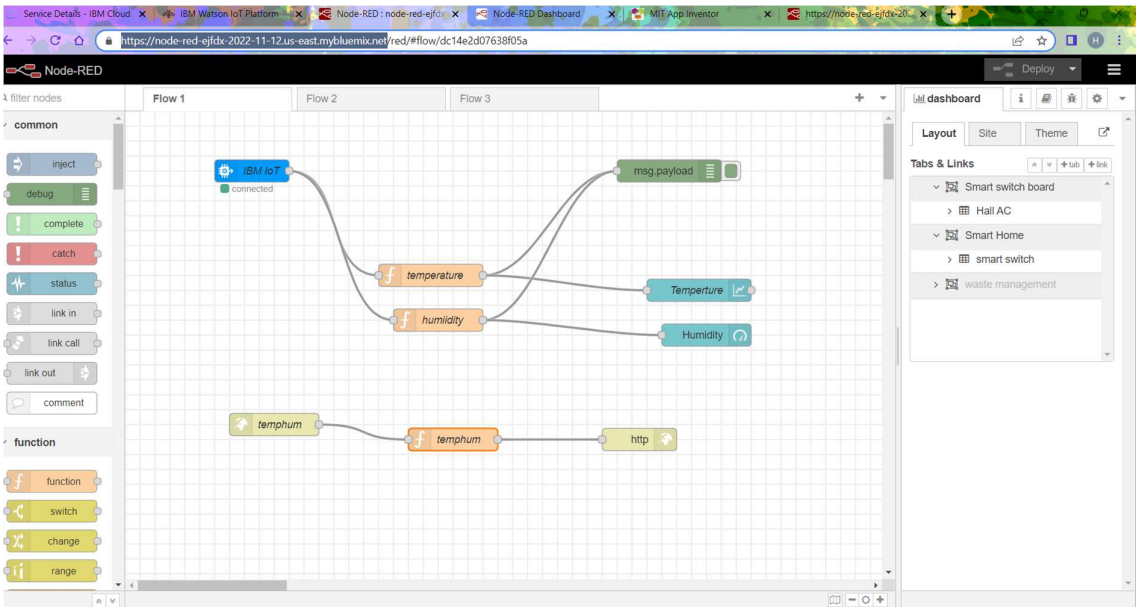 Service Details - IBM Cloud
IBM Watson IoT Platform
Node-RED : node-red-ejfdx
Node-RED Dashboard
MIT App Inventor
https://node-red-ejfdx-20
https://node-red-ejfdx-2022-11-12.us-east.mybluemix.net/red/#flow/dc14e2d07638f05a
H
Node-RED
Deploy
filter nodes
Flow 1
Flow 2
Flow 3
dashboard
common
inject
debug
complete
catch
status
link in
link call
link out
comment
function
function
switch
change
range
IBM IoT
connected
msg.payload
temperature
humiidity
Temperture
Humidity
temphum
temphum
http
Layout
Site
Theme
Tabs & Links
+tab
+link
Smart switch board
Hall AC
Smart Home
smart switch
waste management